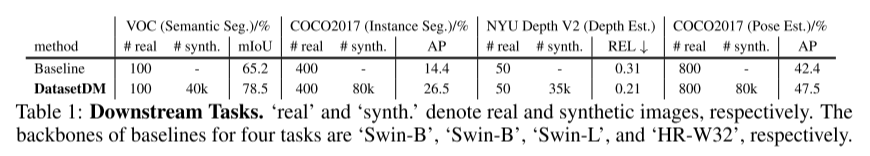 VOC (Semantic Seg.)/% COCO2017 (Instance Seg.)/% NYU Depth V2 (Depth Est.) COCO2017 (Pose Est.)/%
method # real # synth. mIoU # real # synth. AP # real # synth. REL ↓ # real # synth. AP
Baseline 100 - 65.2 400 - 14.4 50 - 0.31 800 - 42.4
DatasetDM 100 40k 78.5 400 80k 26.5 50 35k 0.21 800 80k 47.5
Table 1: Downstream Tasks. ‘real’ and ‘synth.’ denote real and synthetic images, respectively. The
backbones of baselines for four tasks are ‘Swin-B’, ‘Swin-B’, ‘Swin-L’, and ‘HR-W32’, respectively.